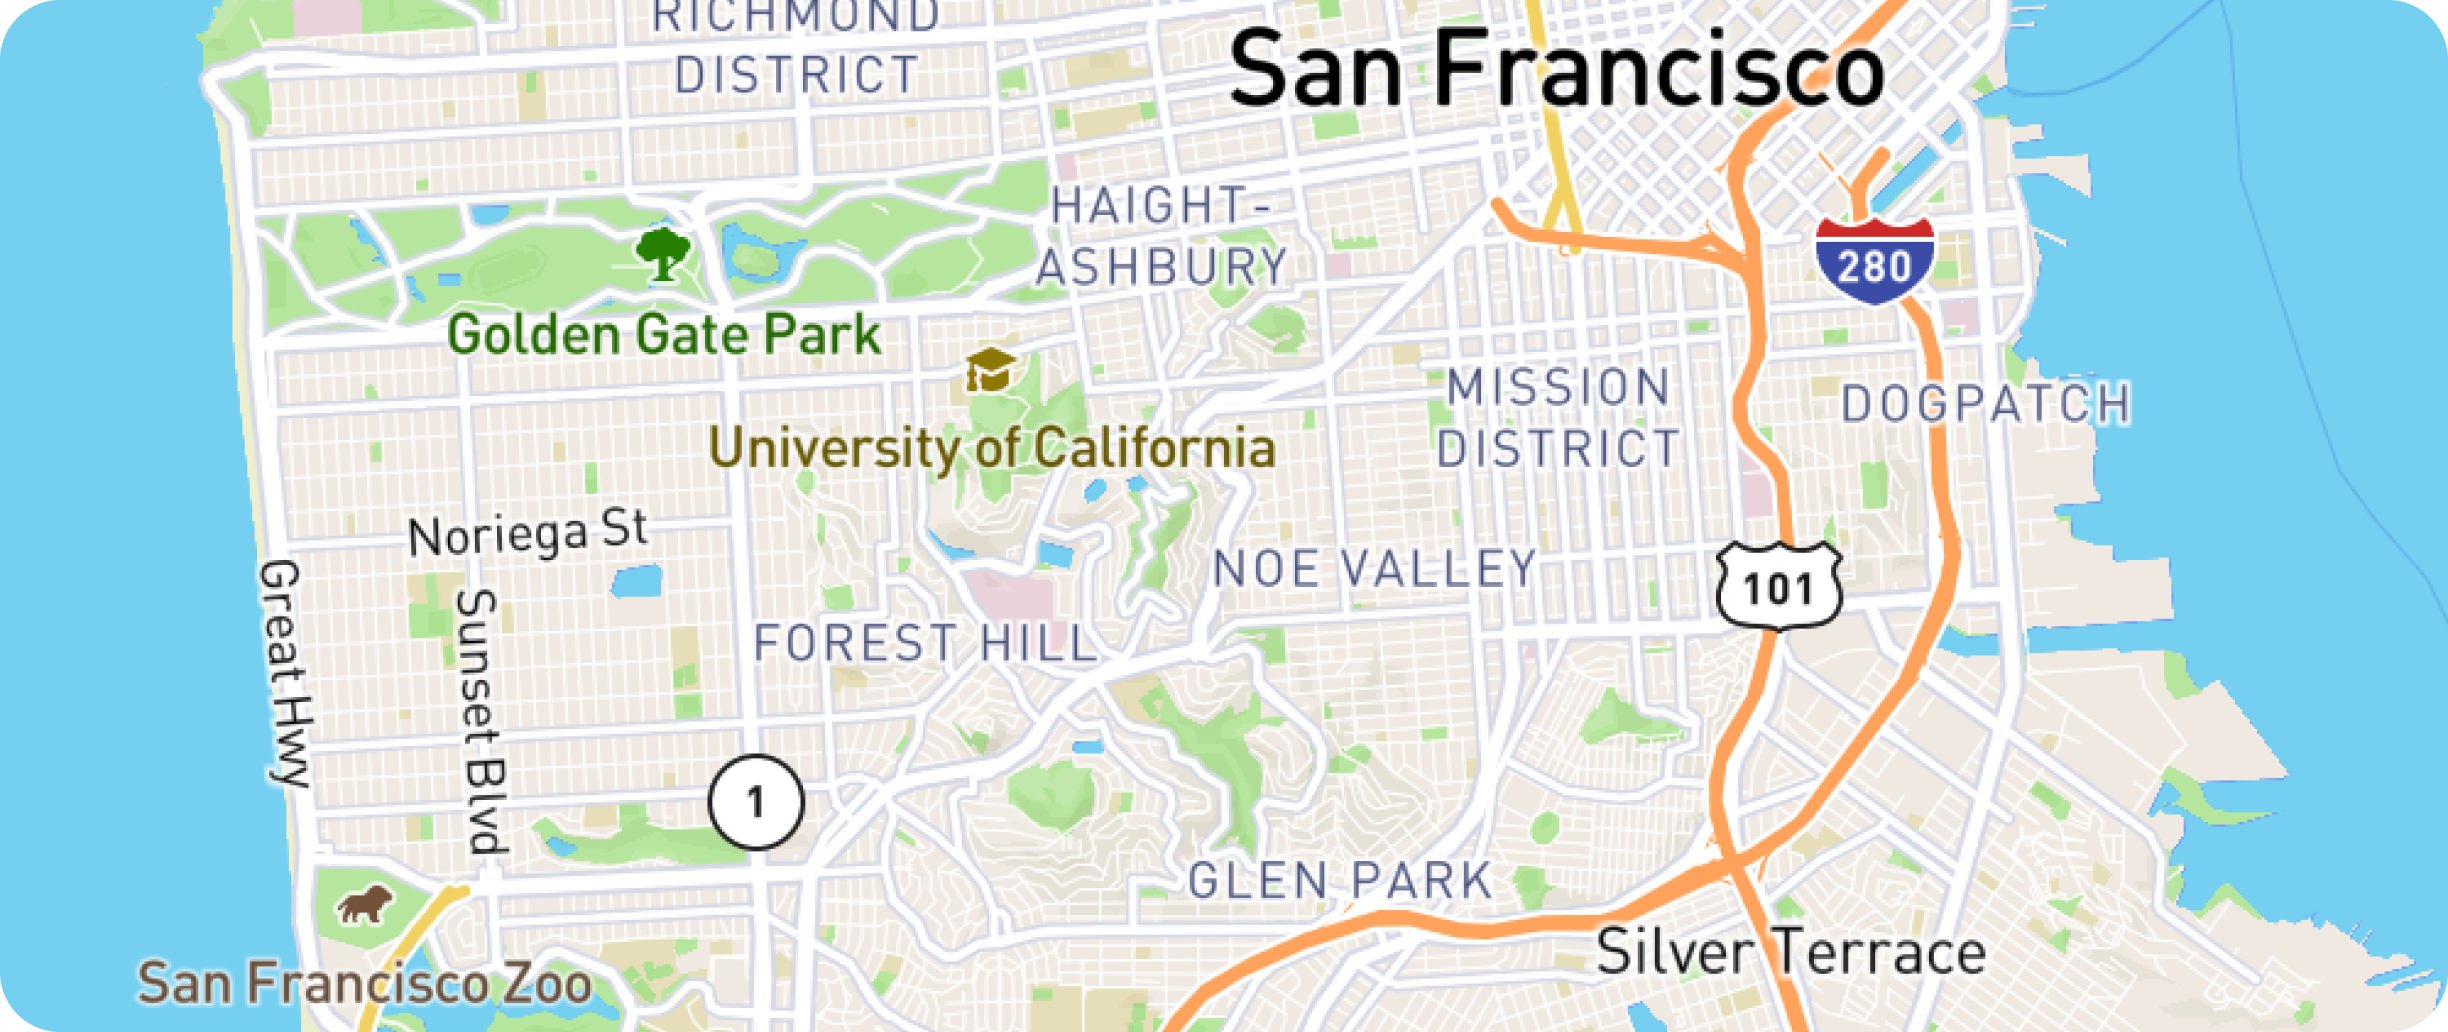 RICHMOND
DISTRICT
San Francisco
HAIGHT-
ASHBURY
280
Golden Gate Park
MISSION
DISTRICT
DOGPATCH
University of California
Noriega St
NOE VALLEY
101
Great Hwy
Sunset Blvd
FOREST HILL
1
GLEN PARK
Silver Terrace
San Francisco Zoo